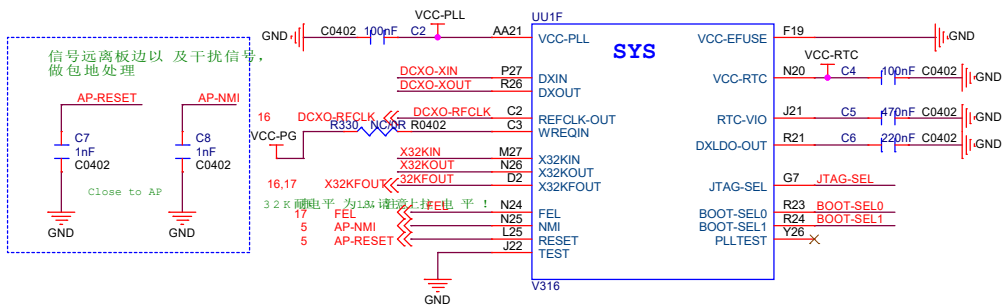 信号远离板边以 及干扰信号,
做包地处理
AP-RESET
AP-NMI
C7
1nF
C0402
C8
1nF
C0402
Close to AP
GND
GND
UU1F
SYS
V316
GND
C0402
100nF
C2
VCC-PLL
AA21
VCC-PLL
DCXO-XIN
P27
DXIN
DCXO-XOUT
R26
DXOUT
16
DCXO-RFCLK
DCXO-RFCLK
C2
REFCLK-OUT
VCC-PG
R330
NC/0R
R0402
C3
WREQIN
X32KIN
M27
X32KIN
X32KOUT
N26
X32KOUT
16,17
X32KFOUT
32KFOUT
D2
X32KFOUT
17
FEL
FEL
N24
FEL
5
AP-NMI
N25
NMI
5
AP-RESET
L25
RESET
J22
TEST
GND
VCC-EFUSE
F19
GND
VCC-RTC
VCC-RTC
N20
C4
100nF
C0402
GND
RTC-VIO
J21
C5
470nF
C0402
GND
DXLDO-OUT
R21
C6
220nF
C0402
GND
JTAG-SEL
G7
JTAG-SEL
BOOT-SEL0
R23
BOOT-SEL0
BOOT-SEL1
R24
BOOT-SEL1
PLLTEST
Y26